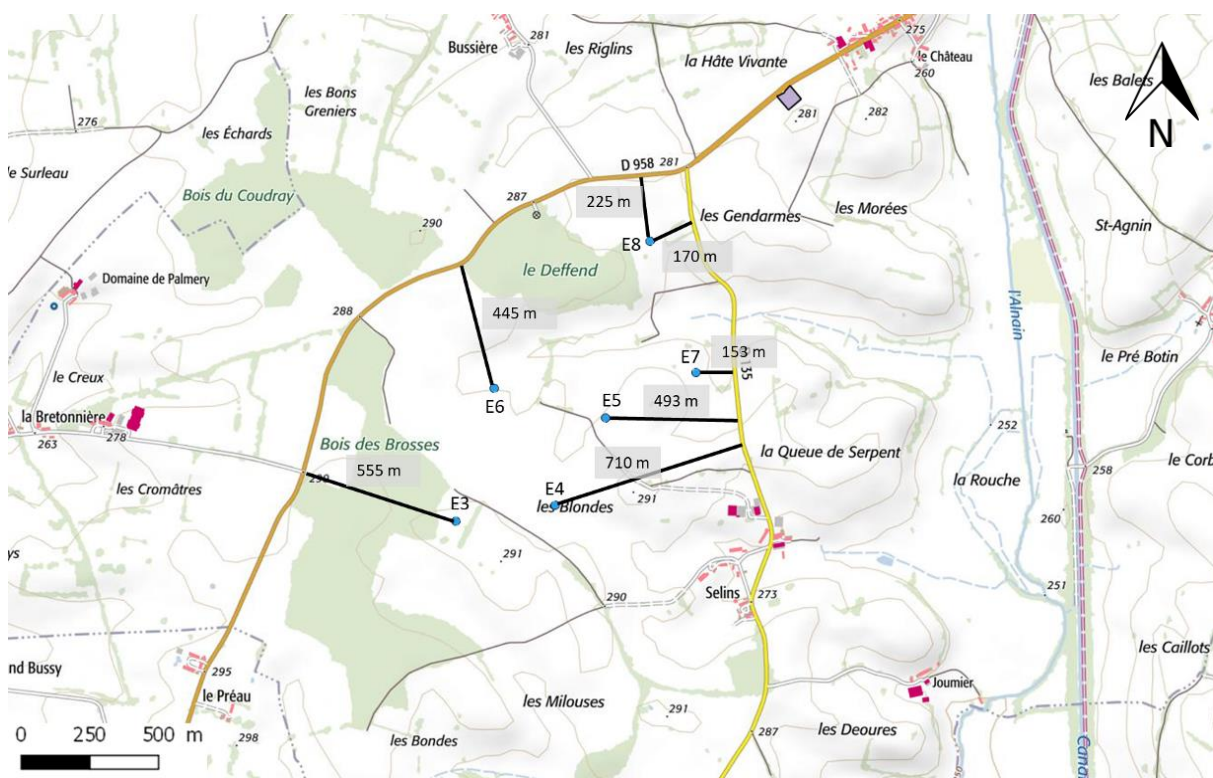 Bussière
281
les Riglins
la Hâte Vivante
275
le Château
260
les Bons
Greniers
les Balets
N
276
les Échards
281
282
D 958
281
Bois du Coudray
287
225 m
les Gendarmes
les Morées
St-Agnin
290
E8
170 m
le Deffend
Domaine de Palmery
l'Alnain
288
445 m
153 m
E7
le Pré Botin
le Creux
E6
E5
493 m
la Bretonnière
263
278
Bois des Brosses
252
710 m
la Queue de Serpent
258
555 m
les Cromâtres
E4
291
la Rouche
les Blondes
E3
260
291
251
290
Selins
273
nd Bussy
295
les Caillots
le Préau
Joumier
les Milouses
291
0 250 500 m
les Bondes
298
287
les Deoures